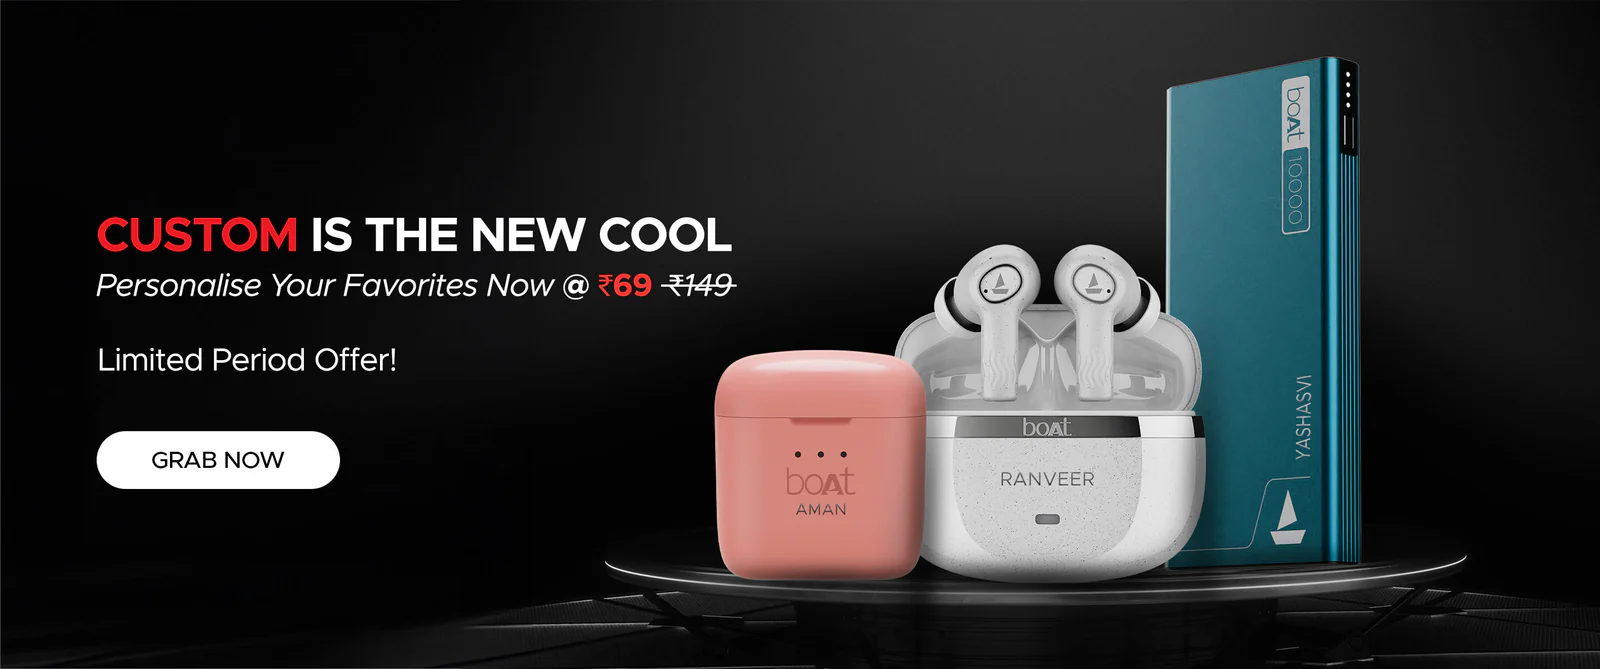 CUSTOM IS THE NEW COOL
Personalise Your Favorites Now @ ₹69 ₹149
Limited Period Offer!
GRAB NOW
boAt
AMAN
boAt
RANVEER
boAt 10000
YASHASVI